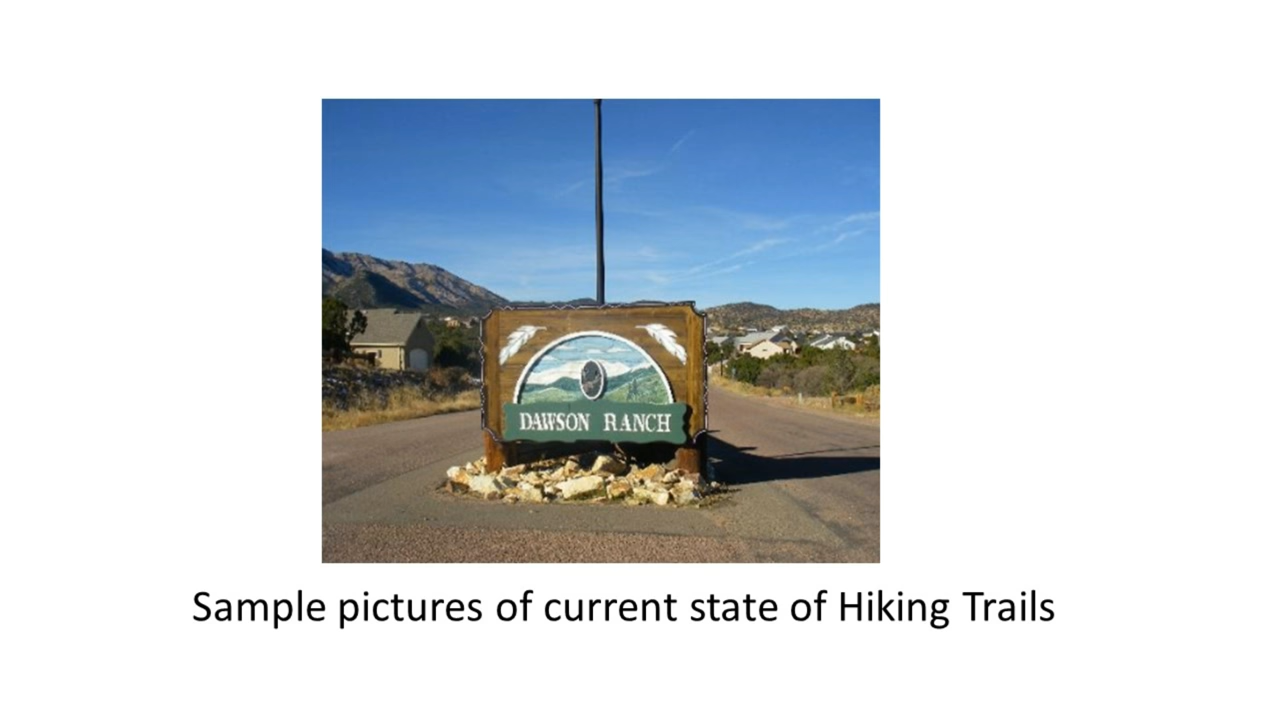 DAWSON RANCH
Sample pictures of current state of Hiking Trails